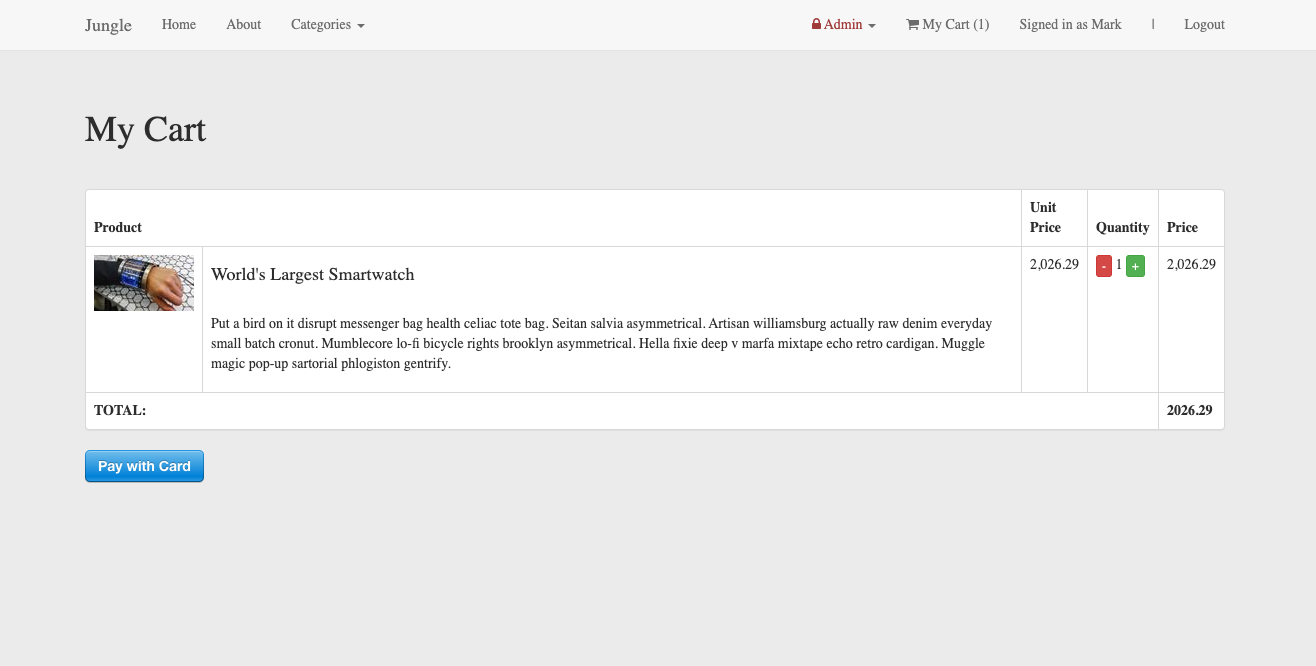 Jungle Home About Categories Admin My Cart (1) Signed in as Mark | Logout
My Cart
Product Unit Price Quantity Price
World's Largest Smartwatch 2,026.29 - 1 + 2,026.29
Put a bird on it disrupt messenger bag health celiac tote bag. Seitan salvia asymmetrical. Artisan williamsburg actually raw denim everyday
small batch cronut. Mumblecore lo-fi bicycle rights brooklyn asymmetrical. Hella fixie deep v marfa mixtape echo retro cardigan. Muggle
magic pop-up sartorial phlogiston gentrify.
TOTAL: 2026.29
Pay with Card